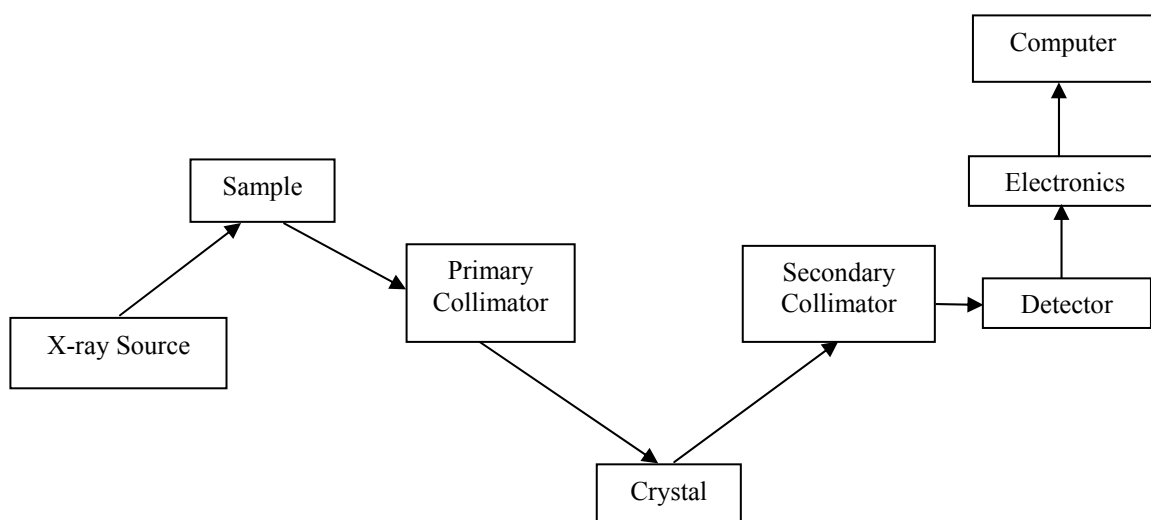 Computer
Electronics
Sample
Primary
Collimator
Secondary
Collimator
Detector
X-ray Source
Crystal